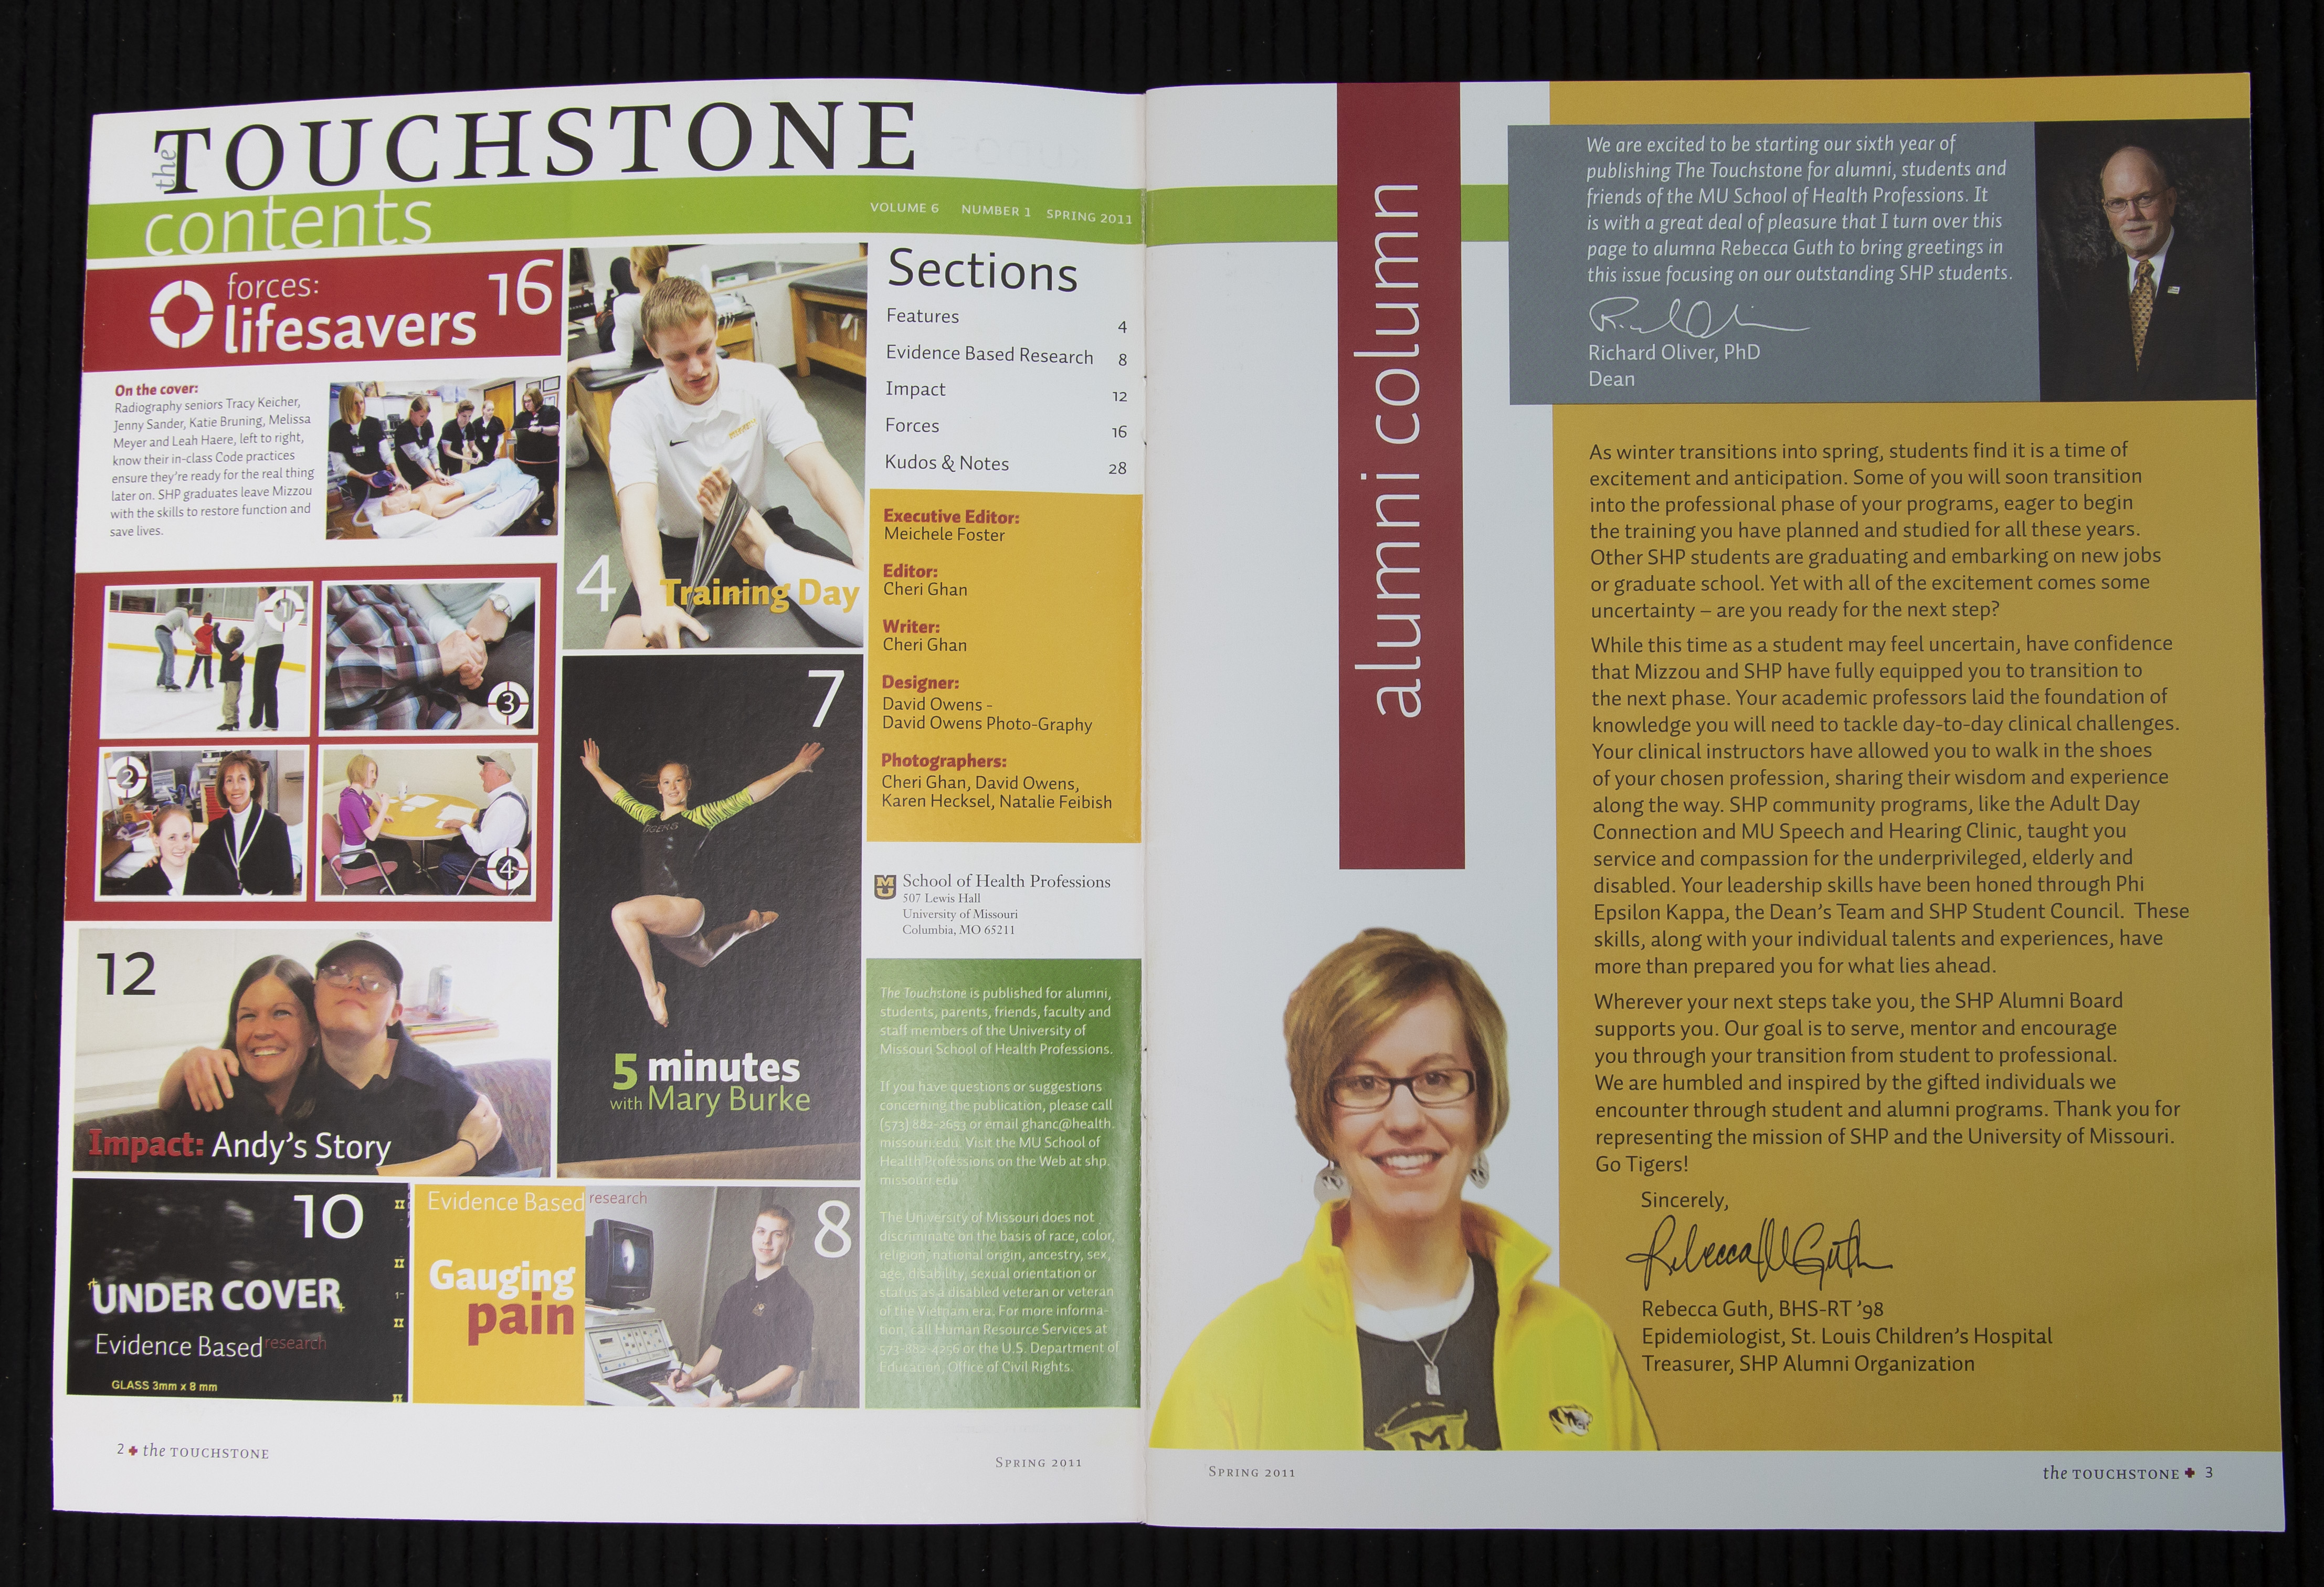 the
TOUCHSTONE
contents
VOLUME 6 NUMBER 1 SPRING 2011
forces:
lifesavers
16
On the cover:
Radiography seniors Tracy Keicher,
Jenny Sander, Katie Bruning, Melissa
Meyer and Leah Haere, left to right,
know their in-class Code practices
ensure they're ready for the real thing
later on. SHP graduates leave Mizzou
with the skills to restore function and
save lives.
1
3
2
4
12
Impact: Andy's Story
10
UNDER COVER
Evidence Based research
GLASS 3mm x 8 mm
4
Training Day
7
TIGERS
5 minutes
with Mary Burke
Evidence Based research
Gauging
pain
8
Sections
Features 4
Evidence Based Research 8
Impact 12
Forces 16
Kudos & Notes 28
Executive Editor:
Meichele Foster
Editor:
Cheri Ghan
Writer:
Cheri Ghan
Designer:
David Owens -
David Owens Photo-Graphy
Photographers:
Cheri Ghan, David Owens,
Karen Hecksel, Natalie Feibish
School of Health Professions
507 Lewis Hall
University of Missouri
Columbia, MO 65211
The Touchstone is published for alumni,
students, parents, friends, faculty and
staff members of the University of
Missouri School of Health Professions.
If you have questions or suggestions
concerning the publication, please call
(573) 882-2653 or email ghanc@health.
missouri.edu. Visit the MU School of
Health Professions on the Web at shp.
missouri.edu
The University of Missouri does not
discriminate on the basis of race, color,
religion, national origin, ancestry, sex,
age, disability, sexual orientation or
status as a disabled veteran or veteran
of the Vietnam era. For more informa-
tion, call Human Resource Services at
573-882-4256 or the U.S. Department of
Education, Office of Civil Rights.
2 the TOUCHSTONE
SPRING 2011
alumni column
We are excited to be starting our sixth year of
publishing The Touchstone for alumni, students and
friends of the MU School of Health Professions. It
is with a great deal of pleasure that I turn over this
page to alumna Rebecca Guth to bring greetings in
this issue focusing on our outstanding SHP students.
Richard Oliver, PhD
Dean
As winter transitions into spring, students find it is a time of
excitement and anticipation. Some of you will soon transition
into the professional phase of your programs, eager to begin
the training you have planned and studied for all these years.
Other SHP students are graduating and embarking on new jobs
or graduate school. Yet with all of the excitement comes some
uncertainty – are you ready for the next step?
While this time as a student may feel uncertain, have confidence
that Mizzou and SHP have fully equipped you to transition to
the next phase. Your academic professors laid the foundation of
knowledge you will need to tackle day-to-day clinical challenges.
Your clinical instructors have allowed you to walk in the shoes
of your chosen profession, sharing their wisdom and experience
along the way. SHP community programs, like the Adult Day
Connection and MU Speech and Hearing Clinic, taught you
service and compassion for the underprivileged, elderly and
disabled. Your leadership skills have been honed through Phi
Epsilon Kappa, the Dean's Team and SHP Student Council. These
skills, along with your individual talents and experiences, have
more than prepared you for what lies ahead.
Wherever your next steps take you, the SHP Alumni Board
supports you. Our goal is to serve, mentor and encourage
you through your transition from student to professional.
We are humbled and inspired by the gifted individuals we
encounter through student and alumni programs. Thank you for
representing the mission of SHP and the University of Missouri.
Go Tigers!
Sincerely,
Rebecca Guth
Rebecca Guth, BHS-RT '98
Epidemiologist, St. Louis Children's Hospital
Treasurer, SHP Alumni Organization
M
SPRING 2011
the TOUCHSTONE 3